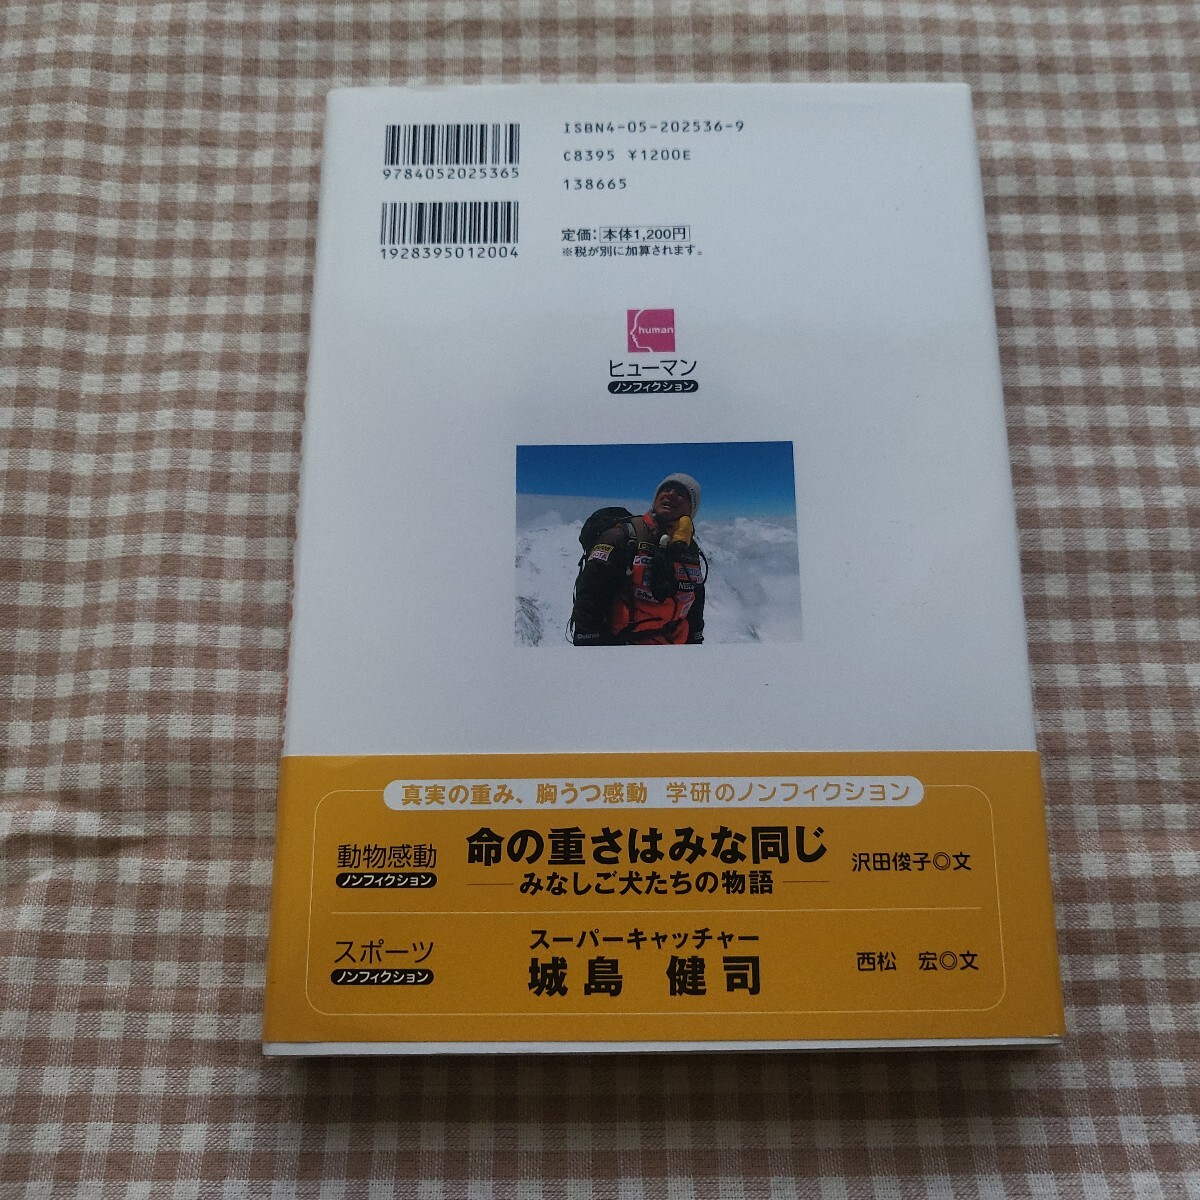 ISBN4-05-202536-9
C8395 ¥1200E
138665
9784052025365
1928395012004
定価：本体1,200円
※税が別に加算されます。
human
ヒューマン
ノンフィクション
真実の重み、胸うつ感動 学研のノンフィクション
動物感動
ノンフィクション
命の重さはみな同じ
みなしご犬たちの物語
沢田俊子◎文
スポーツ
ノンフィクション
スーパーキャッチャー
城島 健司
西松 宏◎文